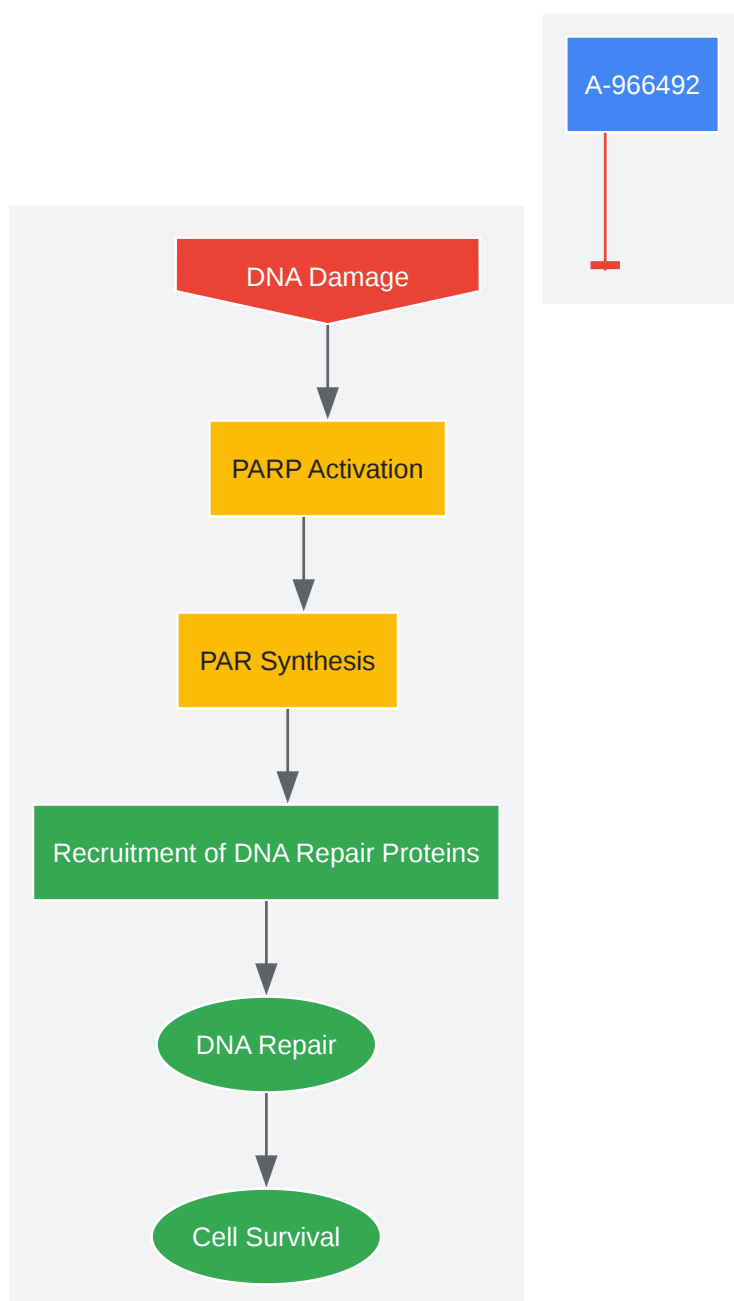 A-966492
DNA Damage
PARP Activation
PAR Synthesis
Recruitment of DNA Repair Proteins
DNA Repair
Cell Survival